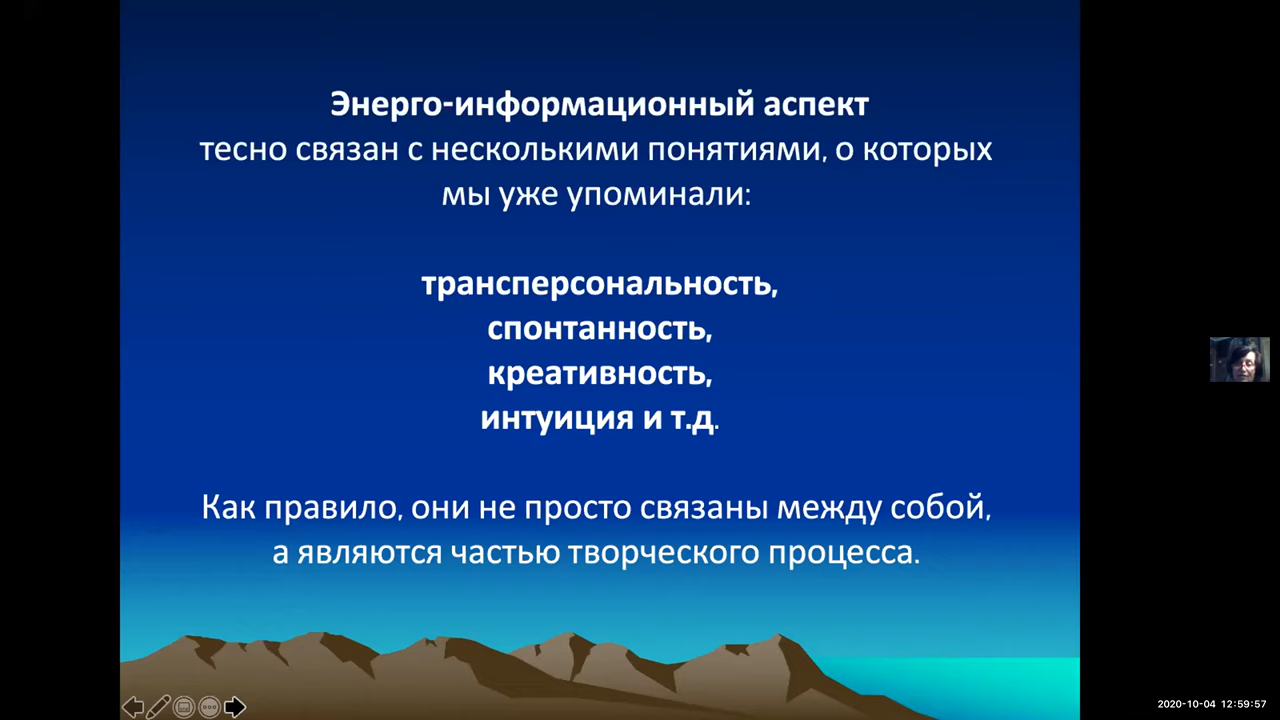 Энерго-информационный аспект
тесно связан с несколькими понятиями, о которых
мы уже упоминали:
трансперсональность,
спонтанность,
креативность,
интуиция и т.д.
Как правило, они не просто связаны между собой,
а являются частью творческого процесса.
2020-10-04 12:59:57